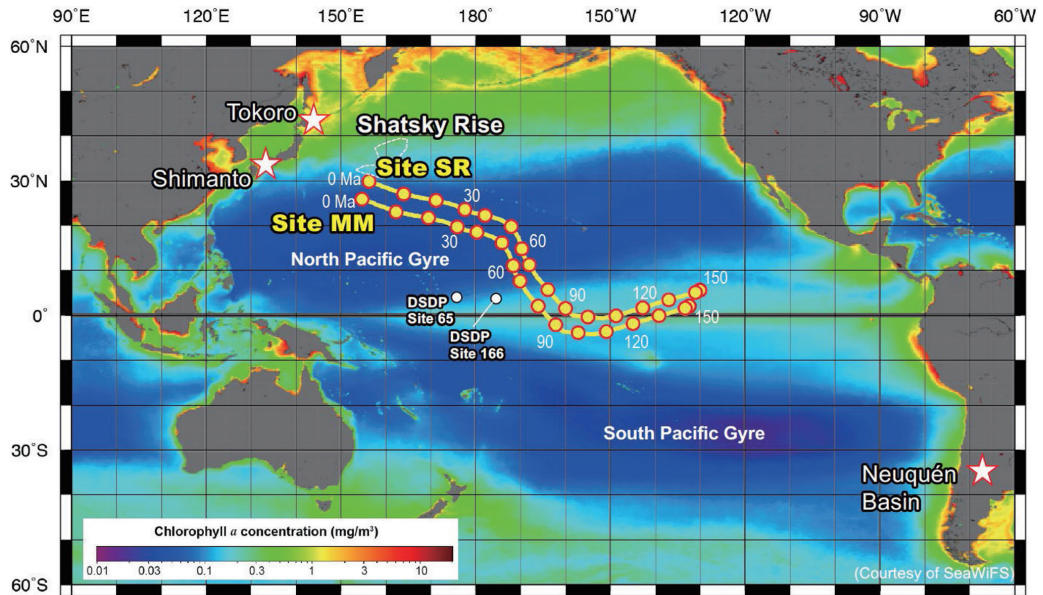 90°E 120°E 150°E 180°E -150°W -120°W -90°W 60°W
60°N
30°N
0°
30°S
60°S
Tokoro
Shatsky Rise
Shimanto
0 Ma
Site SR
0 Ma
Site MM
30
30
60
60
North Pacific Gyre
DSDP
Site 65
DSDP
Site 166
90
90
120
120
150
150
South Pacific Gyre
Neuquén
Basin
Chlorophyll a concentration (mg/m³)
0.01 0.03 0.1 0.3 1 3 10
(Courtesy of SeaWiFS)